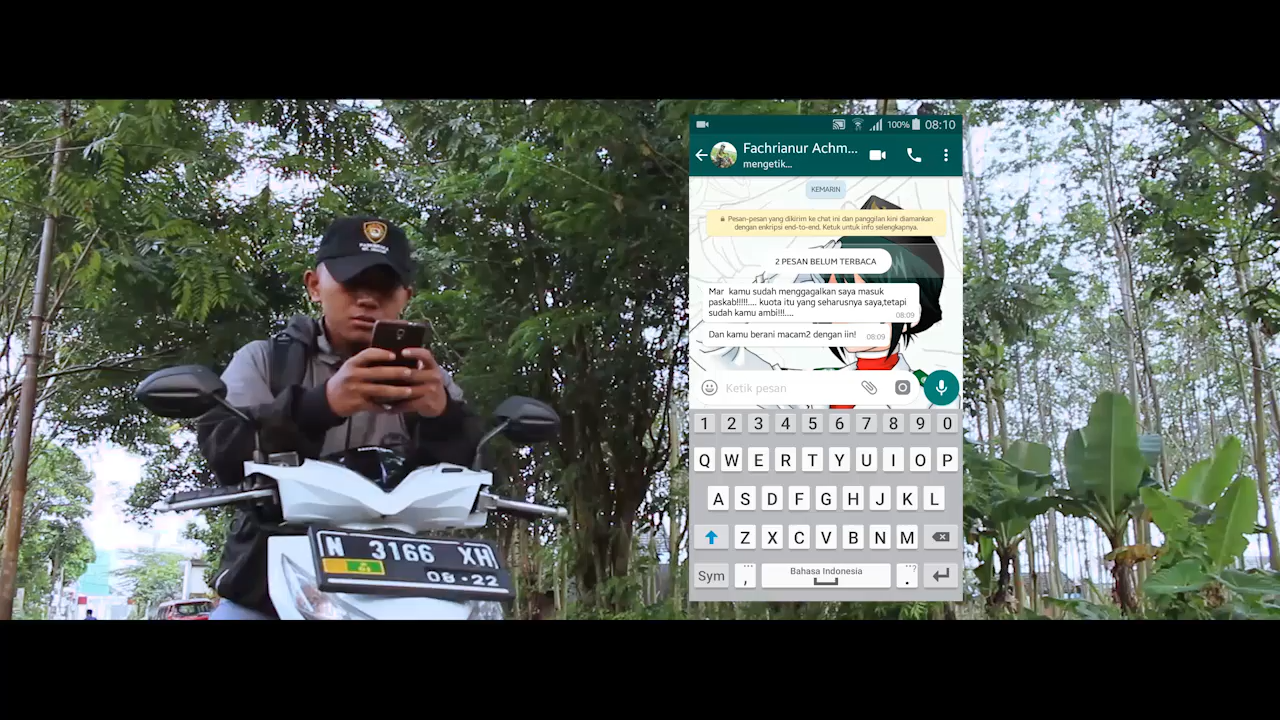 100% 08:10
Fachrianur Achm...
mengetik...
KEMARIN
Pesan-pesan yang dikirim ke chat ini dan panggilan kini diamankan
dengan enkripsi end-to-end. Ketuk untuk info selengkapnya.
2 PESAN BELUM TERBACA
Mar kamu sudah menggagalkan saya masuk
paskab!!!!!.... kuota itu yang seharusnya saya,tetapi
sudah kamu ambi!!!....
08:09
Dan kamu berani macam2 dengan iin!
08:09
Ketik pesan
1 2 3 4 5 6 7 8 9 0
Q W E R T Y U I O P
A S D F G H J K L
Z X C V B N M
Sym , Bahasa Indonesia . ?
N 3166 XH
08·22